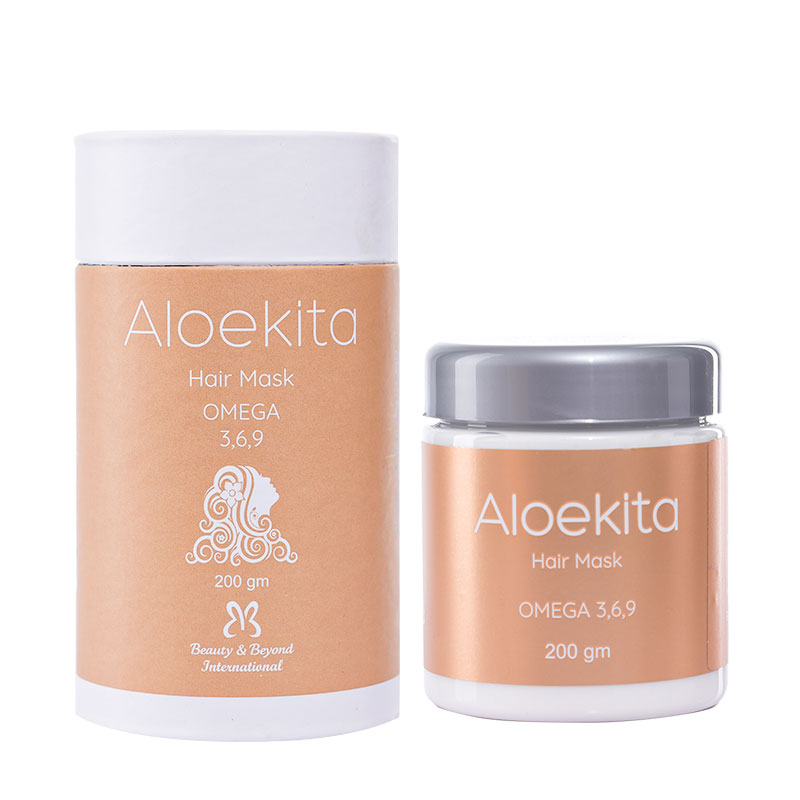 Aloekita
Hair Mask
OMEGA
3,6,9
200 gm
Beauty & Beyond
International
Aloekita
Hair Mask
OMEGA 3,6,9
200 gm